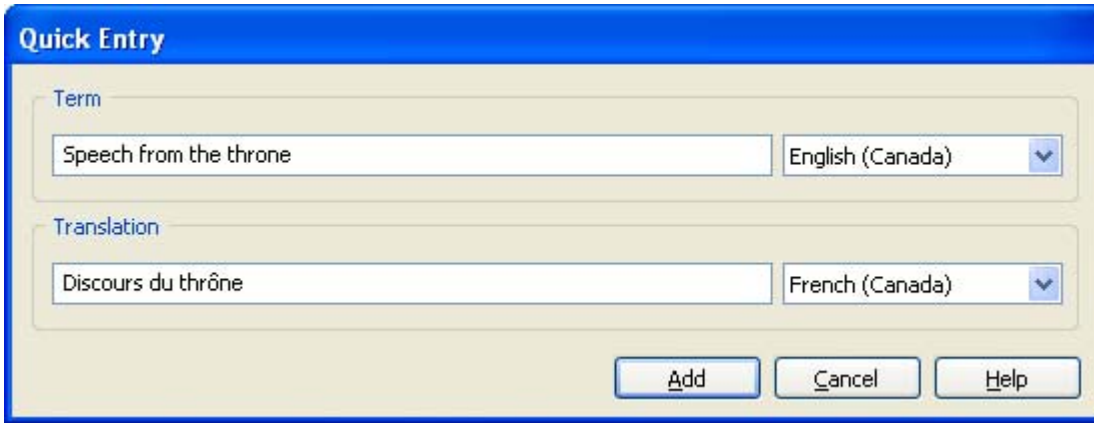 Quick Entry
Term
Speech from the throne English (Canada)
Translation
Discours du thrône French (Canada)
Add Cancel Help